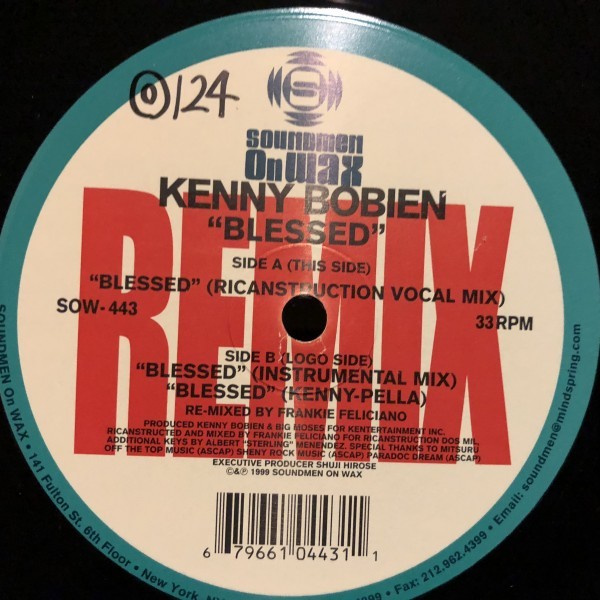 0/24
SOUNDMEN
On WAX
KENNY BOBIEN
"BLESSED"
REMIX
SIDE A (THIS SIDE)
"BLESSED" (RICANSTRUCTION VOCAL MIX)
SOW-443
33 RPM
SIDE B (LOGO SIDE)
"BLESSED" (INSTRUMENTAL MIX)
"BLESSED" (KENNY-PELLA)
RE-MIXED BY FRANKIE FELICIANO
PRODUCED KENNY BOBIEN & BIG MOSES FOR KENTERTAINMENT INC.
RICANSTRUCTED AND MIXED BY FRANKIE FELICIANO FOR RICANSTRUCTION DOS MIL.
ADDITIONAL KEYS BY ALBERT "STERLING" MENENDEZ. SPECIAL THANKS TO MITSURU
OFF THE TOP MUSIC (ASCAP) SHENY ROCK MUSIC (ASCAP) PARADOC DREAM (ASCAP)
EXECUTIVE PRODUCER SHUJI HIROSE
©&℗ 1999 SOUNDMEN ON WAX
6 79661 04431 1
SOUNDMEN On WAX • 141 Fulton St. 6th Floor • New York, • Fax: 212.962.4399 • Email: soundmen@mindspring.com